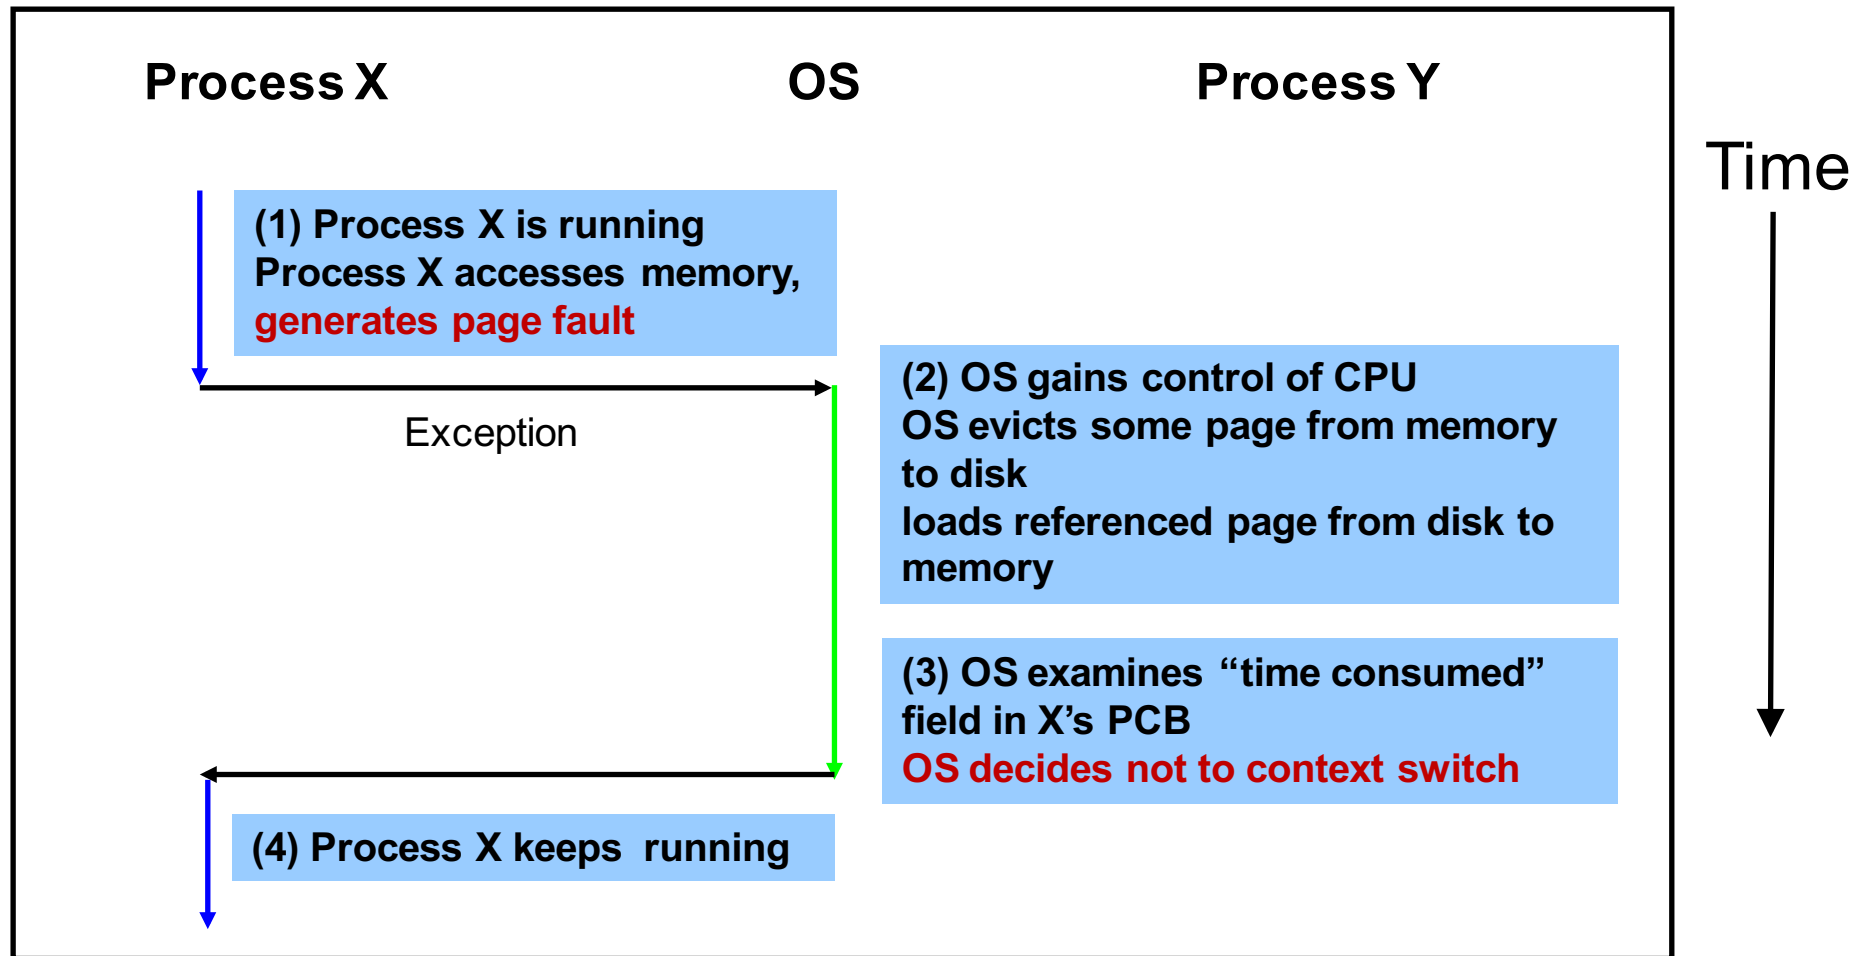 Process X
OS
Process Y
Time
(1) Process X is running
Process X accesses memory,
generates page fault
Exception
(2) OS gains control of CPU
OS evicts some page from memory
to disk
loads referenced page from disk to
memory
(3) OS examines “time consumed”
field in X’s PCB
OS decides not to context switch
(4) Process X keeps running